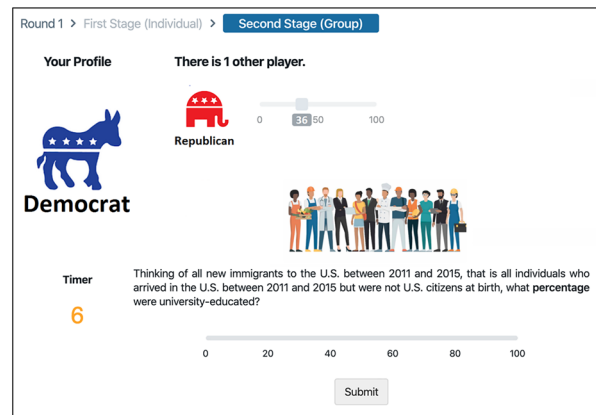 Round 1 > First Stage (Individual) > Second Stage (Group)
Your Profile
There is 1 other player.
0 36 50 100
Republican
Democrat
Timer
6
Thinking of all new immigrants to the U.S. between 2011 and 2015, that is all individuals who
arrived in the U.S. between 2011 and 2015 but were not U.S. citizens at birth, what percentage
were university-educated?
0 20 40 60 80 100
Submit